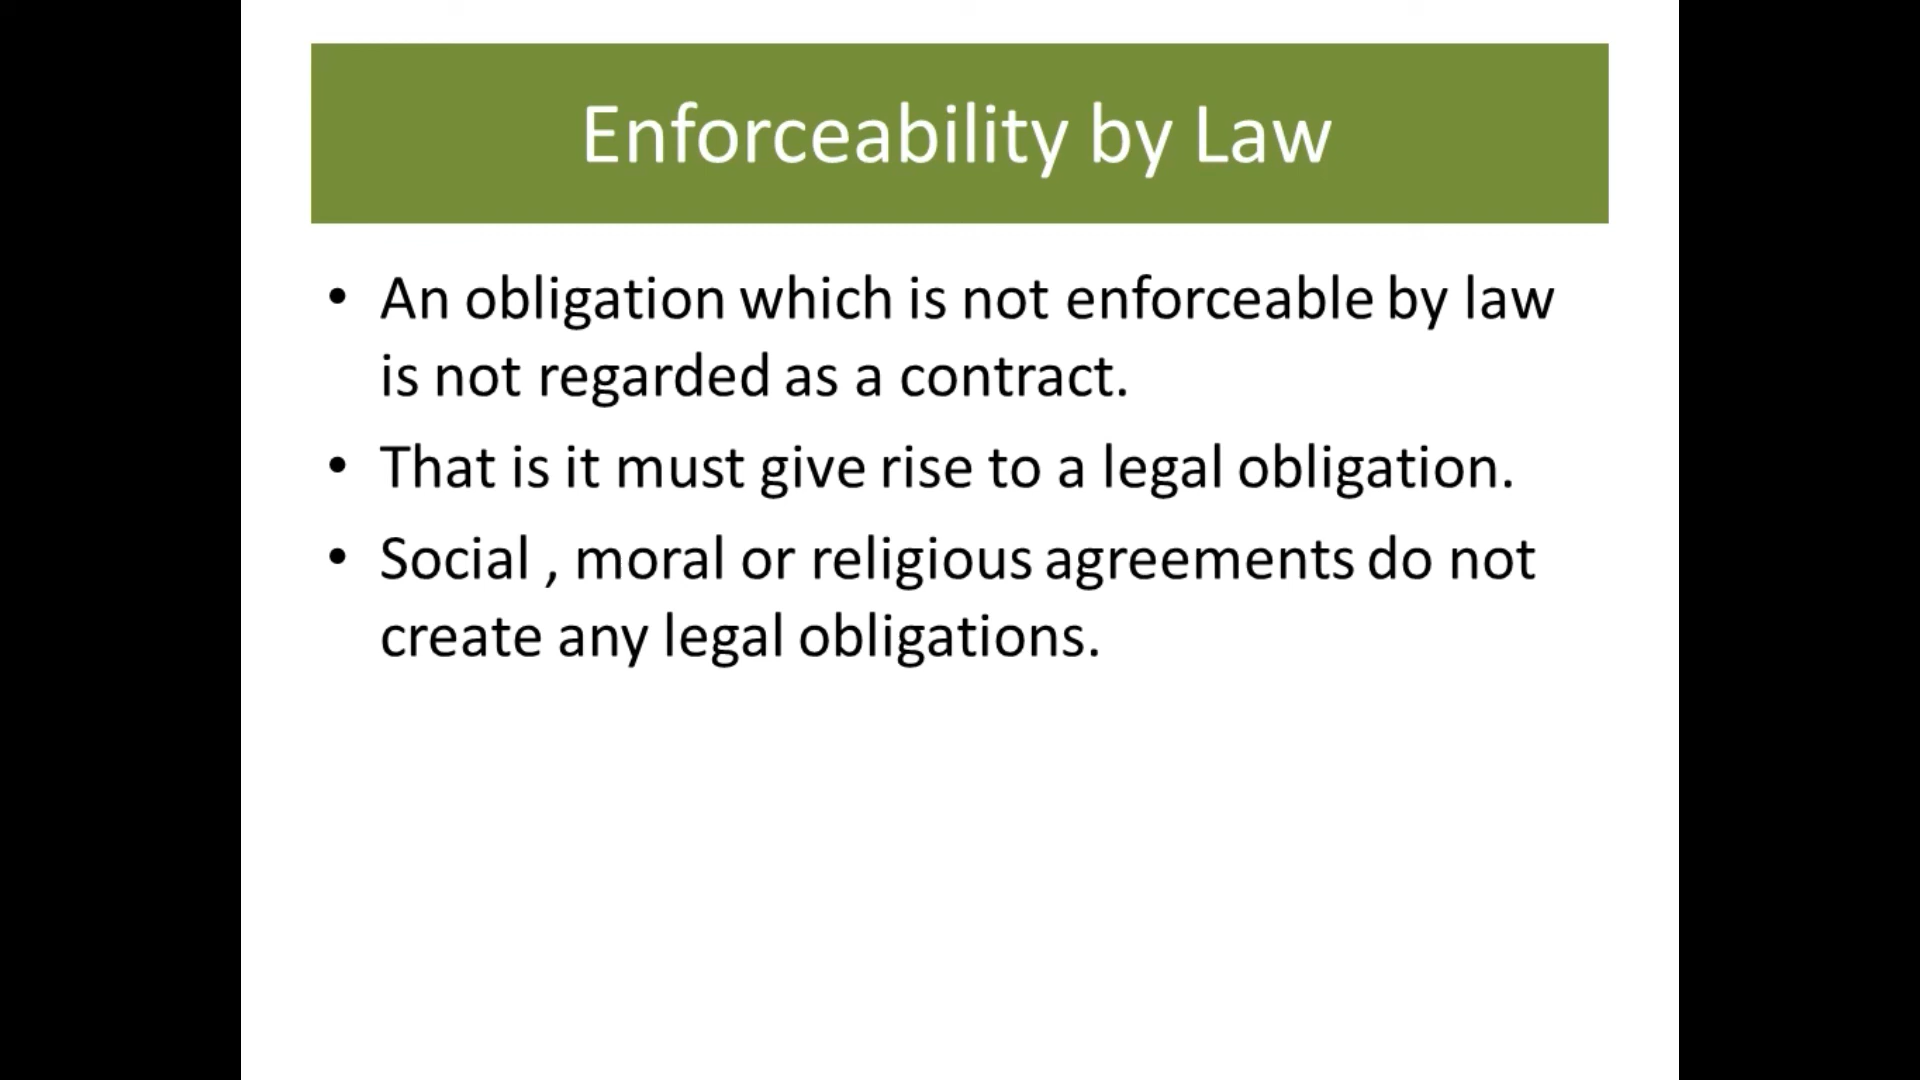 Enforceability by Law
• An obligation which is not enforceable by law
is not regarded as a contract.
• That is it must give rise to a legal obligation.
• Social , moral or religious agreements do not
create any legal obligations.